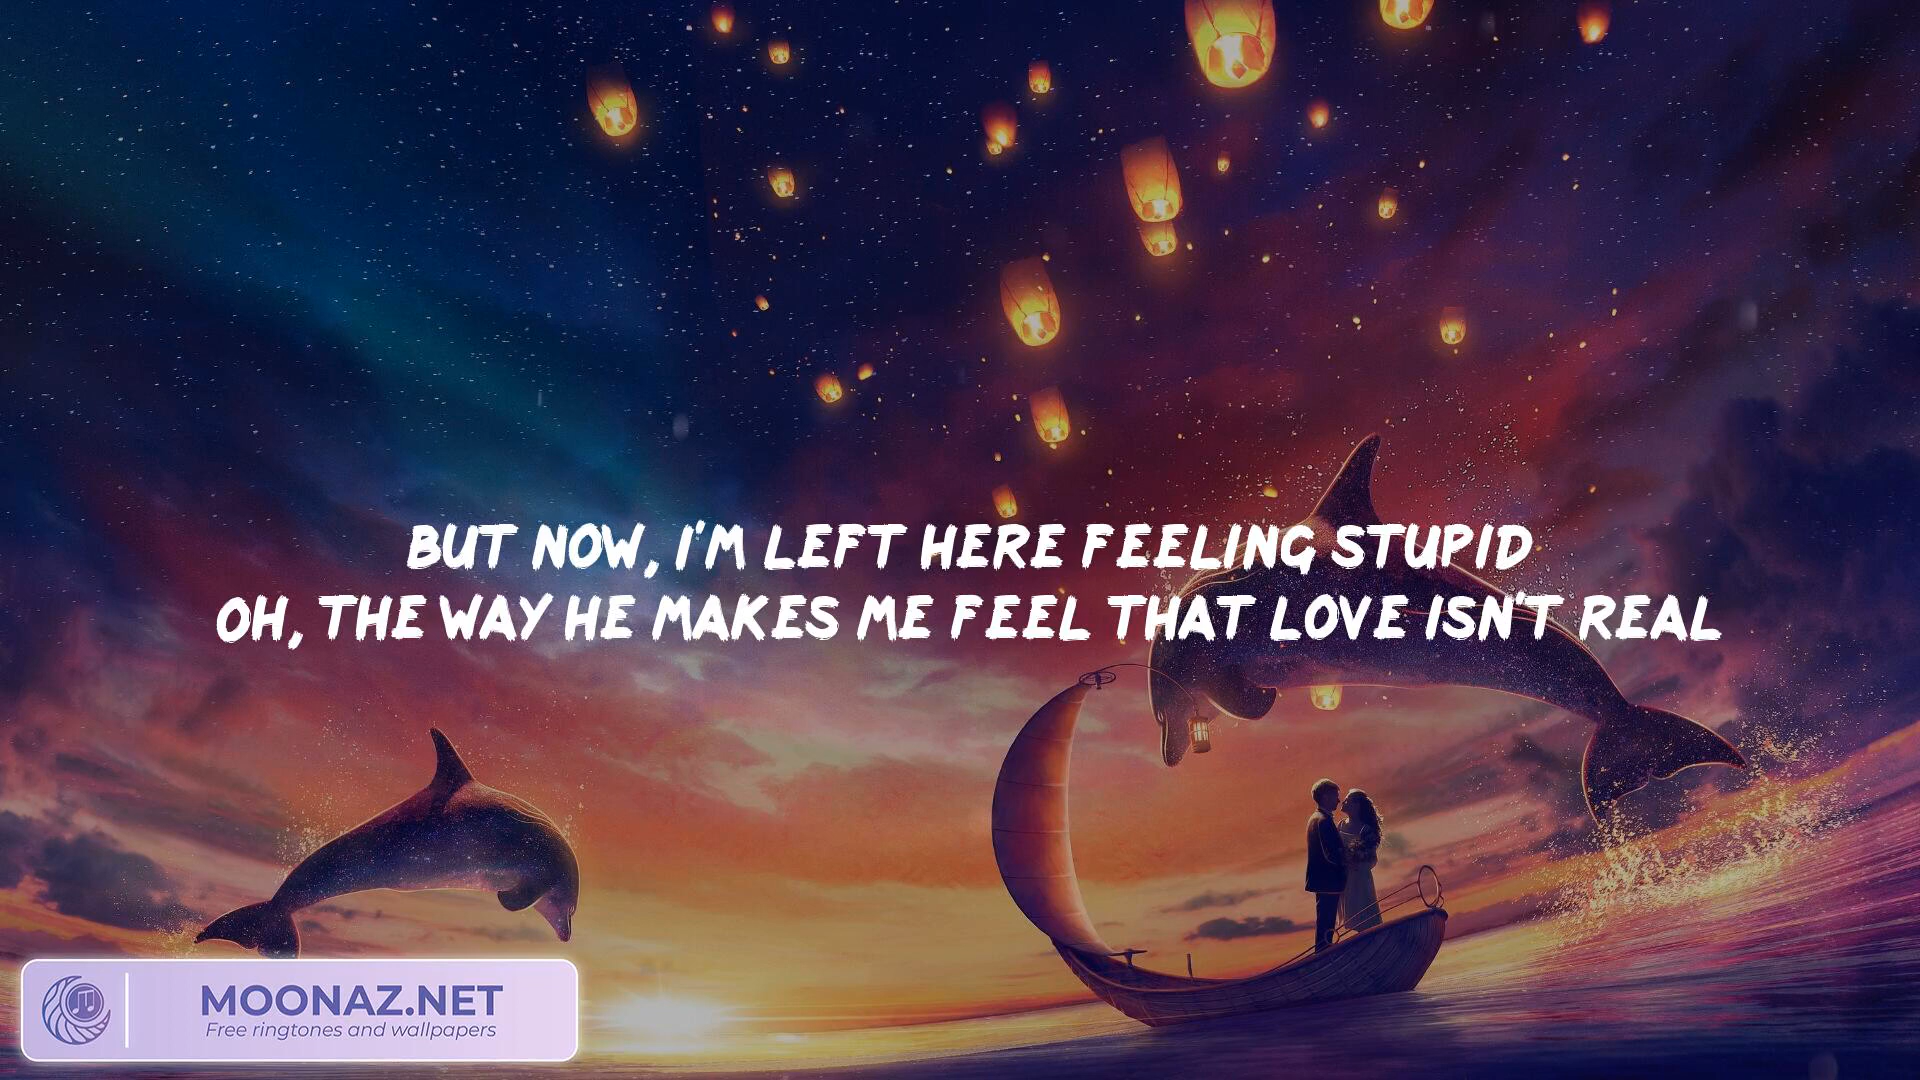 BUT NOW, I'M LEFT HERE FEELING STUPID
OH, THE WAY HE MAKES ME FEEL THAT LOVE ISN'T REAL
MOONAZ.NET
Free ringtones and wallpapers